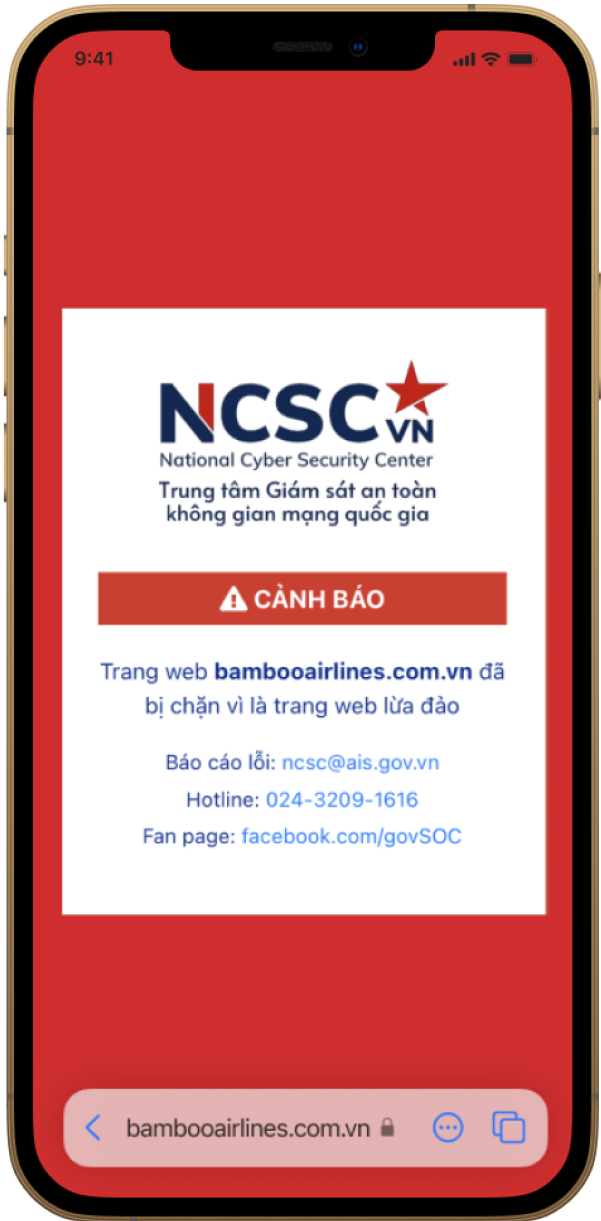 9:41
NCSC VN
National Cyber Security Center
Trung tâm Giám sát an toàn
không gian mạng quốc gia
CẢNH BÁO
Trang web bambooairlines.com.vn đã
bị chặn vì là trang web lừa đảo
Báo cáo lỗi: ncsc@ais.gov.vn
Hotline: 024-3209-1616
Fan page: facebook.com/govSOC
bambooairlines.com.vn